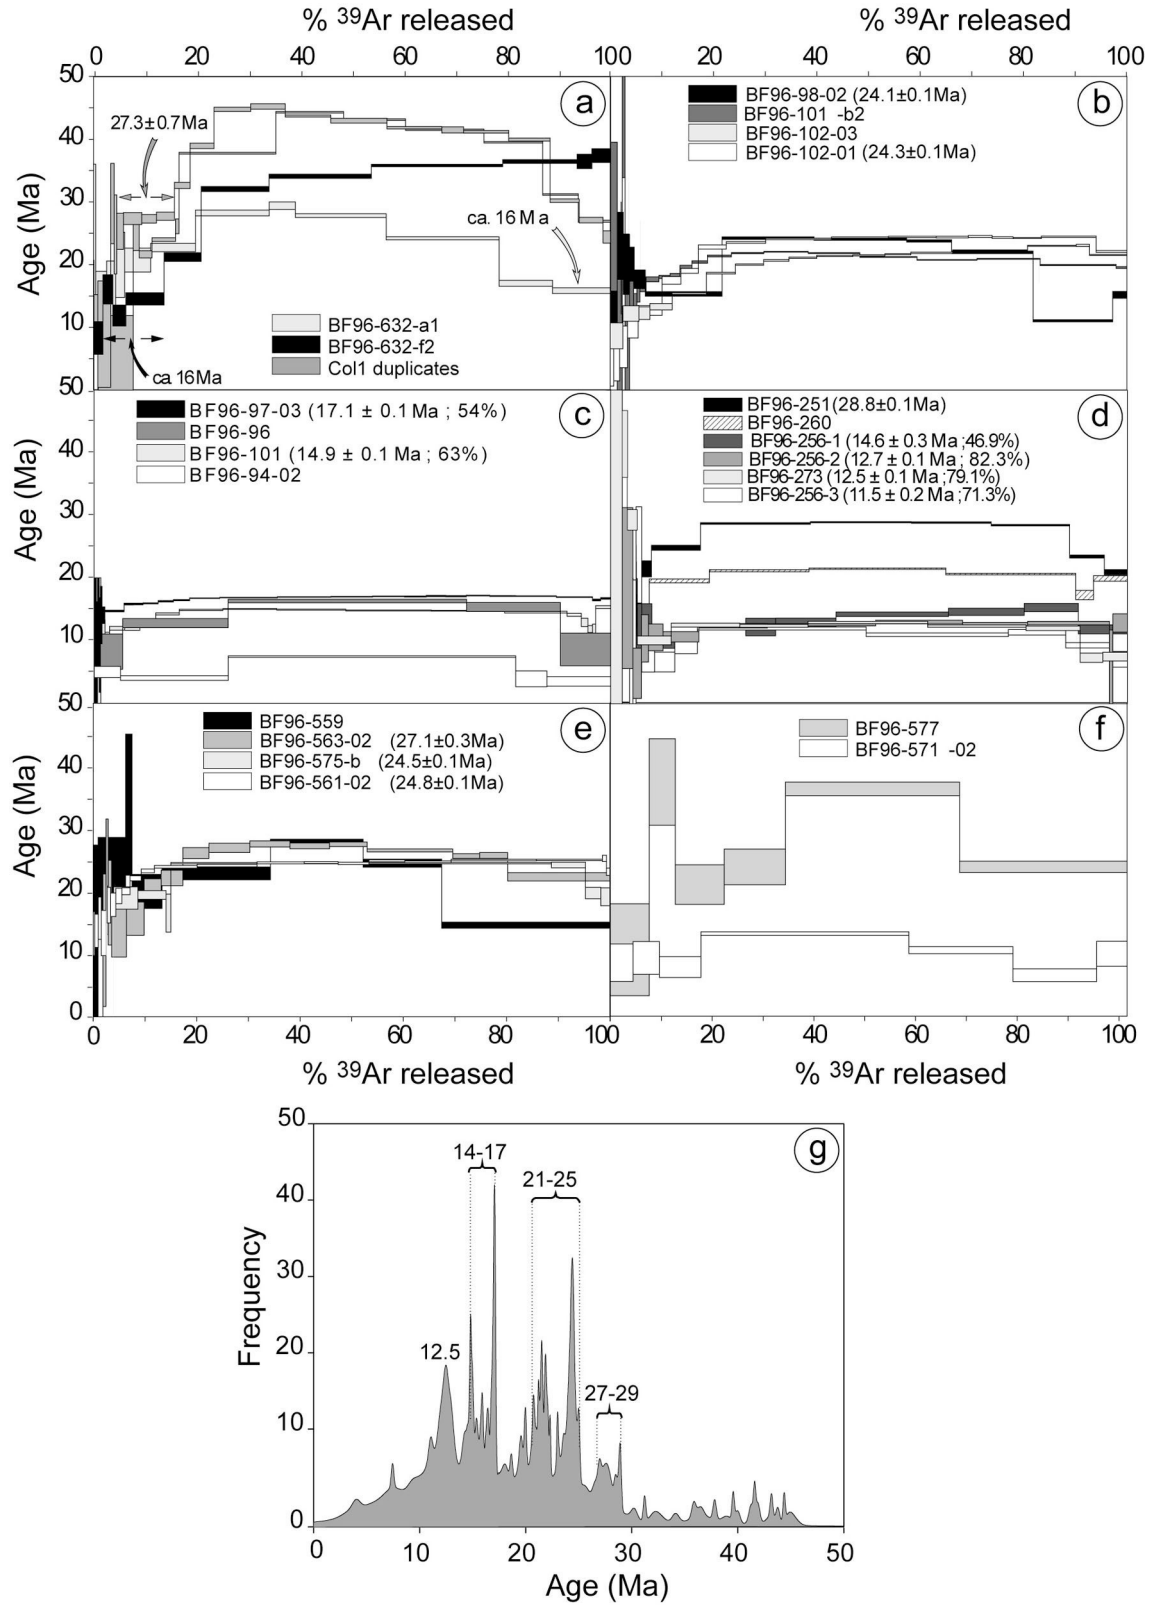 % 39Ar released
% 39Ar released
0 20 40 60 80 100
0 20 40 60 80 100
50
40
30
20
10
Age (Ma)
a
27.3±0.7Ma
ca. 16 M a
ca 16Ma
BF96-632-a1
BF96-632-f2
Col1 duplicates
b
BF96-98-02 (24.1±0.1Ma)
BF96-101 -b2
BF96-102-03
BF96-102-01 (24.3±0.1Ma)
50
40
30
20
10
Age (Ma)
c
BF96-97-03 (17.1 ± 0.1 Ma ; 54%)
BF96-96
BF96-101 (14.9 ± 0.1 Ma ; 63%)
BF96-94-02
d
BF96-251(28.8±0.1Ma)
BF96-260
BF96-256-1 (14.6 ± 0.3 Ma ;46.9%)
BF96-256-2 (12.7 ± 0.1 Ma ; 82.3%)
BF96-273 (12.5 ± 0.1 Ma ;79.1%)
BF96-256-3 (11.5 ± 0.2 Ma ;71.3%)
50
40
30
20
10
0
Age (Ma)
e
BF96-559
BF96-563-02 (27.1±0.3Ma)
BF96-575-b (24.5±0.1Ma)
BF96-561-02 (24.8±0.1Ma)
f
BF96-577
BF96-571 -02
0 20 40 60 80 100
20 40 60 80 100
% 39Ar released
% 39Ar released
50
40
30
20
10
0
Frequency
g
14-17
21-25
12.5
27-29
0 10 20 30 40 50
Age (Ma)